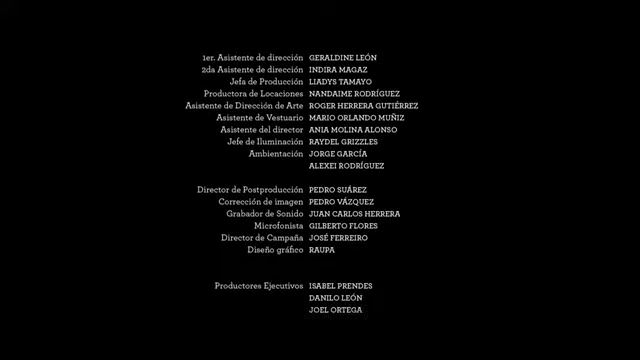 1er. Asistente de dirección GERALDINE LEÓN
2da Asistente de dirección INDIRA MAGAZ
Jefa de Producción LIADYS TAMAYO
Productora de Locaciones NANDAIME RODRÍGUEZ
Asistente de Dirección de Arte ROGER HERRERA GUTIÉRREZ
Asistente de Vestuario MARIO ORLANDO MUÑIZ
Asistente del director ANIA MOLINA ALONSO
Jefe de Iluminación RAYDEL GRIZZLES
Ambientación JORGE GARCÍA
ALEXEI RODRÍGUEZ
Director de Postproducción PEDRO SUÁREZ
Corrección de imagen PEDRO VÁZQUEZ
Grabador de Sonido JUAN CARLOS HERRERA
Microfonista GILBERTO FLORES
Director de Campaña JOSÉ FERREIRO
Diseño gráfico RAUPA
Productores Ejecutivos ISABEL PRENDES
DANILO LEÓN
JOEL ORTEGA